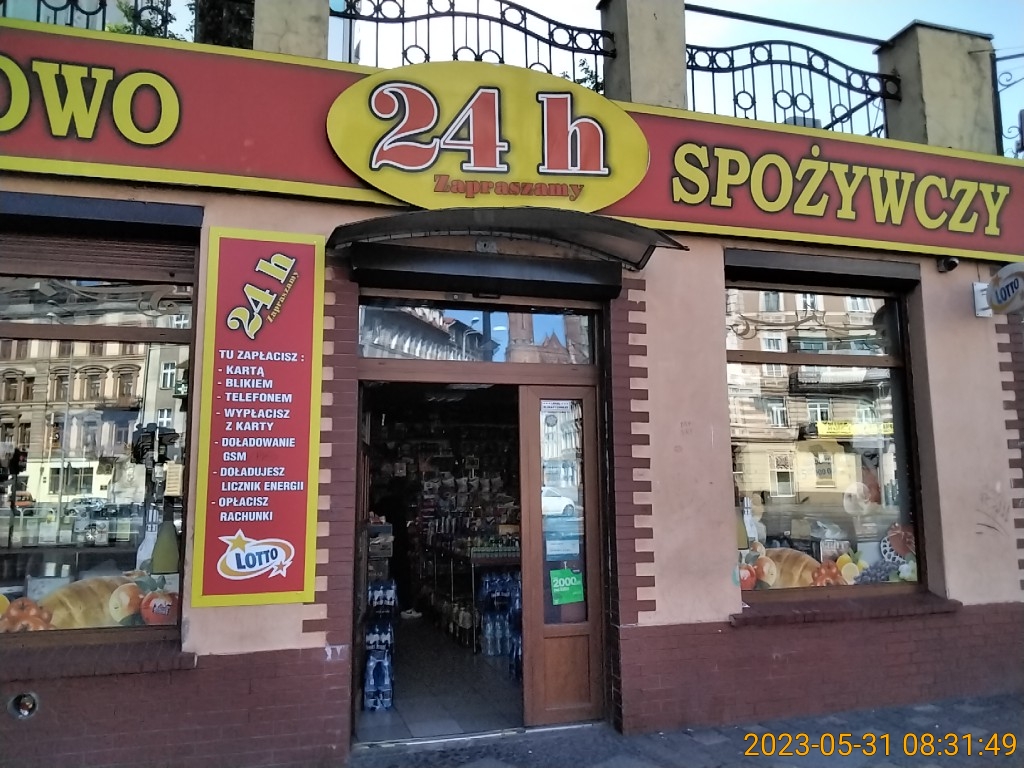 OWO
24 h
Zapraszamy
SPOŻYWCZY
24 h
Zapraszamy
TU ZAPŁACISZ :
- KARTĄ
- BLIKIEM
- TELEFONEM
- WYPŁACISZ
Z KARTY
- DOŁADOWANIE
GSM
- DOŁADUJESZ
LICZNIK ENERGII
- OPŁACISZ
RACHUNKI
LOTTO
LOTTO
2000
2023-05-31 08:31:49